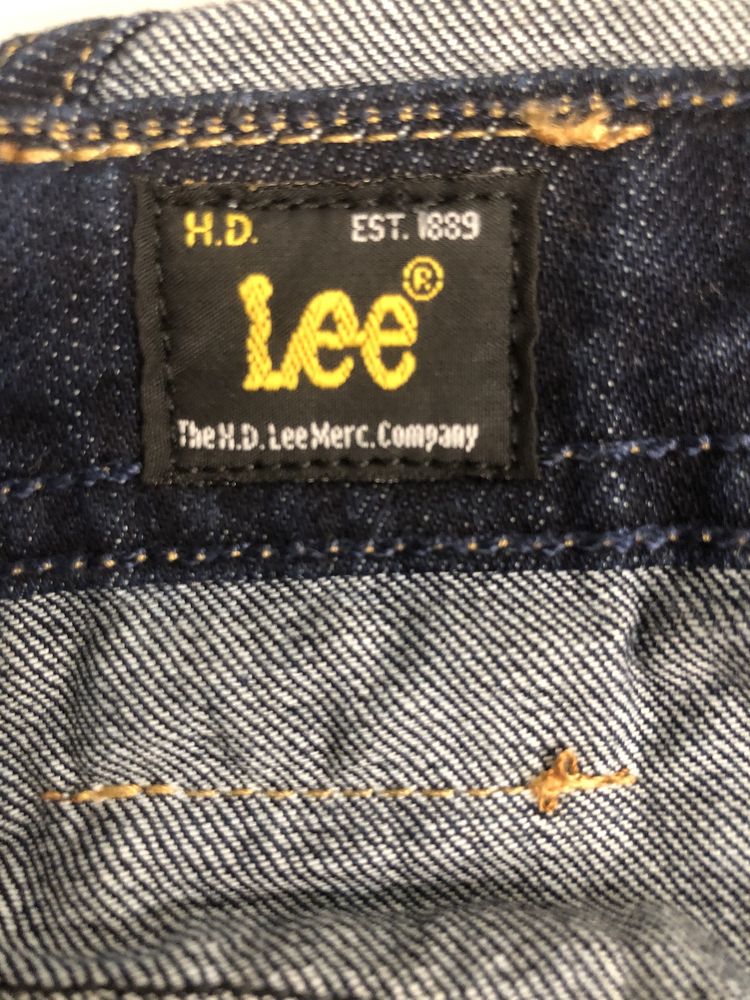 H.D. EST. 1889
Lee®
The H.D. Lee Merc. Company